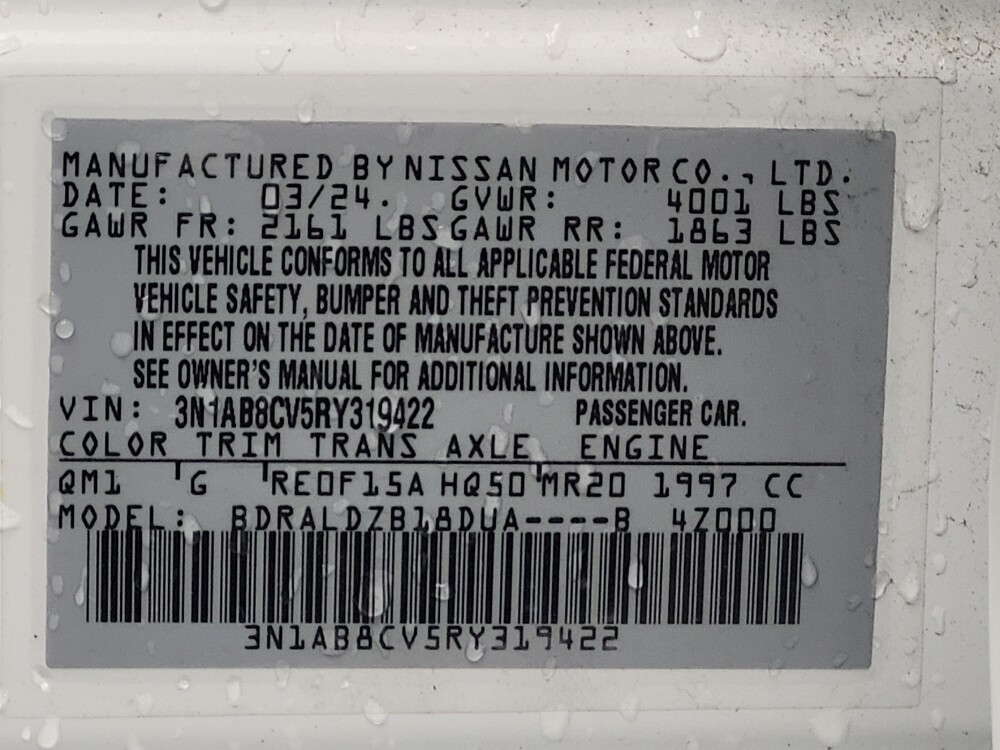 MANUFACTURED BY NISSAN MOTOR CO., LTD.
DATE: 03/24. GVWR: 4001 LBS
GAWR FR: 2161 LBS GAWR RR: 1863 LBS
THIS VEHICLE CONFORMS TO ALL APPLICABLE FEDERAL MOTOR
VEHICLE SAFETY, BUMPER AND THEFT PREVENTION STANDARDS
IN EFFECT ON THE DATE OF MANUFACTURE SHOWN ABOVE.
SEE OWNER'S MANUAL FOR ADDITIONAL INFORMATION.
VIN: 3N1AB8CV5RY319422 PASSENGER CAR.
COLOR TRIM TRANS AXLE ENGINE
QM1 G RE0F15A HQ50 MR20 1997 CC
MODEL: BDRALDZB18DUA----B 4Z000
3N1AB8CV5RY319422